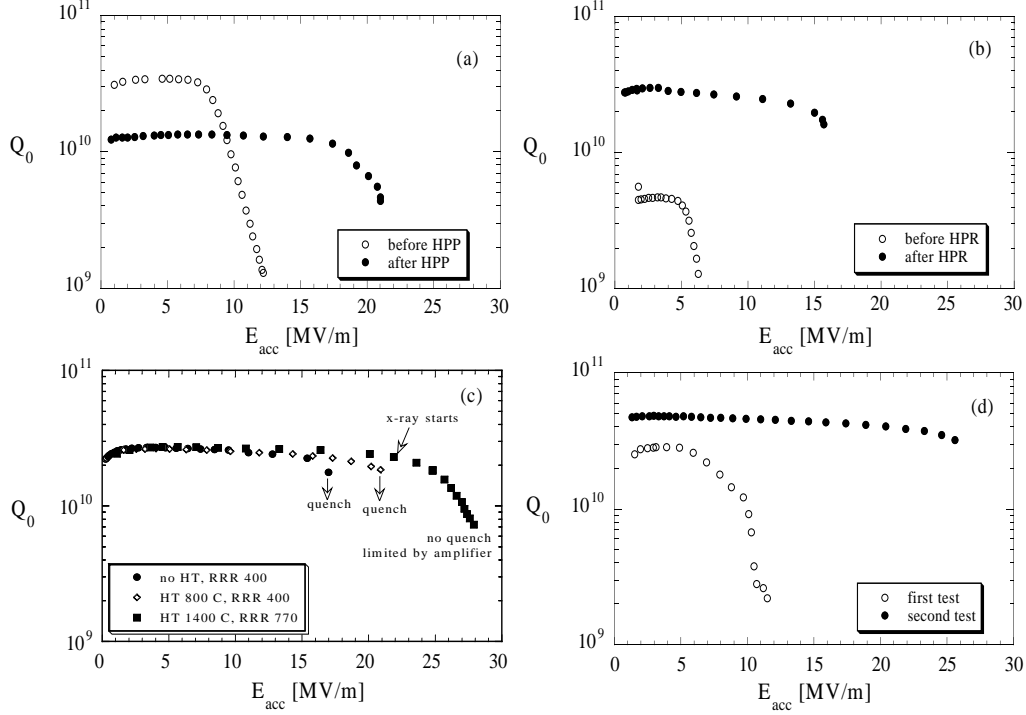 10^11
(a)
Q_0
10^10
before HPP
after HPP
10^9
0 5 10 15 20 25 30
E_acc [MV/m]
10^11
(b)
Q_0
10^10
before HPR
after HPR
10^9
0 5 10 15 20 25 30
E_acc [MV/m]
10^11
(c)
x-ray starts
Q_0
10^10
quench
quench
no quench
limited by amplifier
no HT, RRR 400
HT 800 C, RRR 400
HT 1400 C, RRR 770
10^9
0 5 10 15 20 25 30
E_acc [MV/m]
10^11
(d)
Q_0
10^10
first test
second test
10^9
0 5 10 15 20 25 30
E_acc [MV/m]